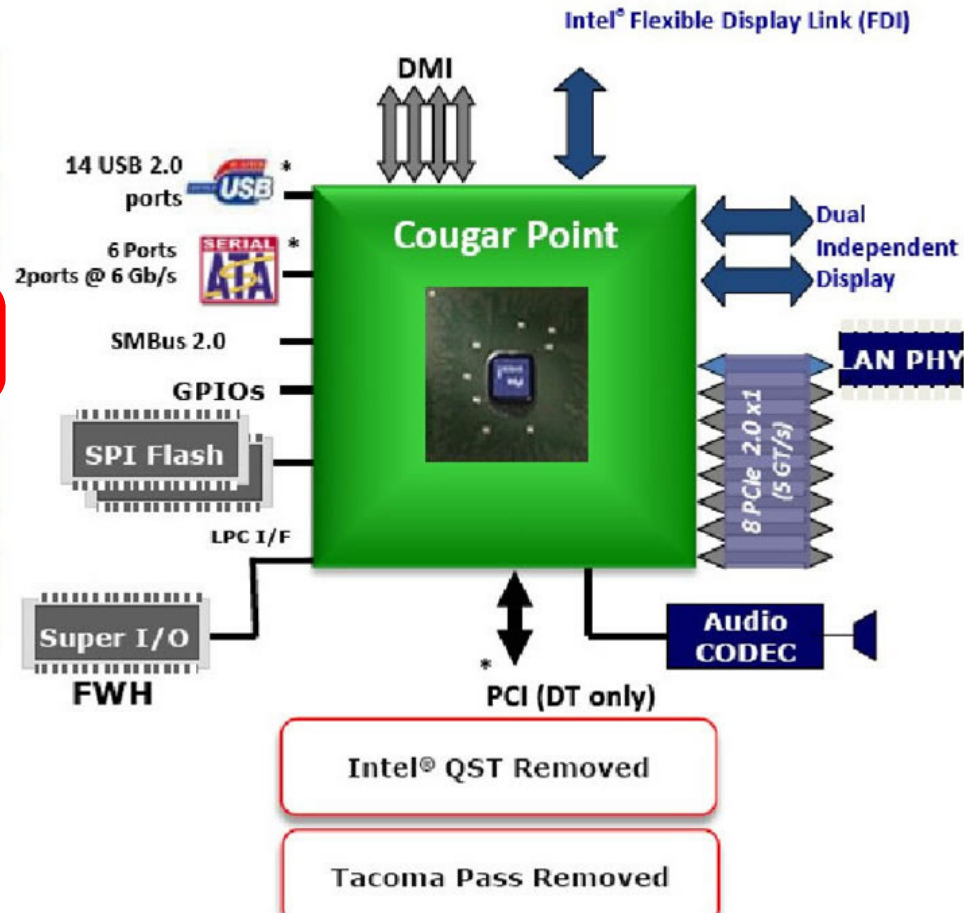 Intel® Flexible Display Link (FDI)
DMI
14 USB 2.0
ports
USB
*
Cougar Point
Dual
Independent
Display
6 Ports
2ports @ 6 Gb/s
SERIAL
ATA
*
SMBus 2.0
GPIOs
LAN PHY
8 PCIe 2.0 x1
(5 GT/s)
SPI Flash
LPC I/F
Super I/O
FWH
Audio
CODEC
*
PCI (DT only)
Intel® QST Removed
Tacoma Pass Removed